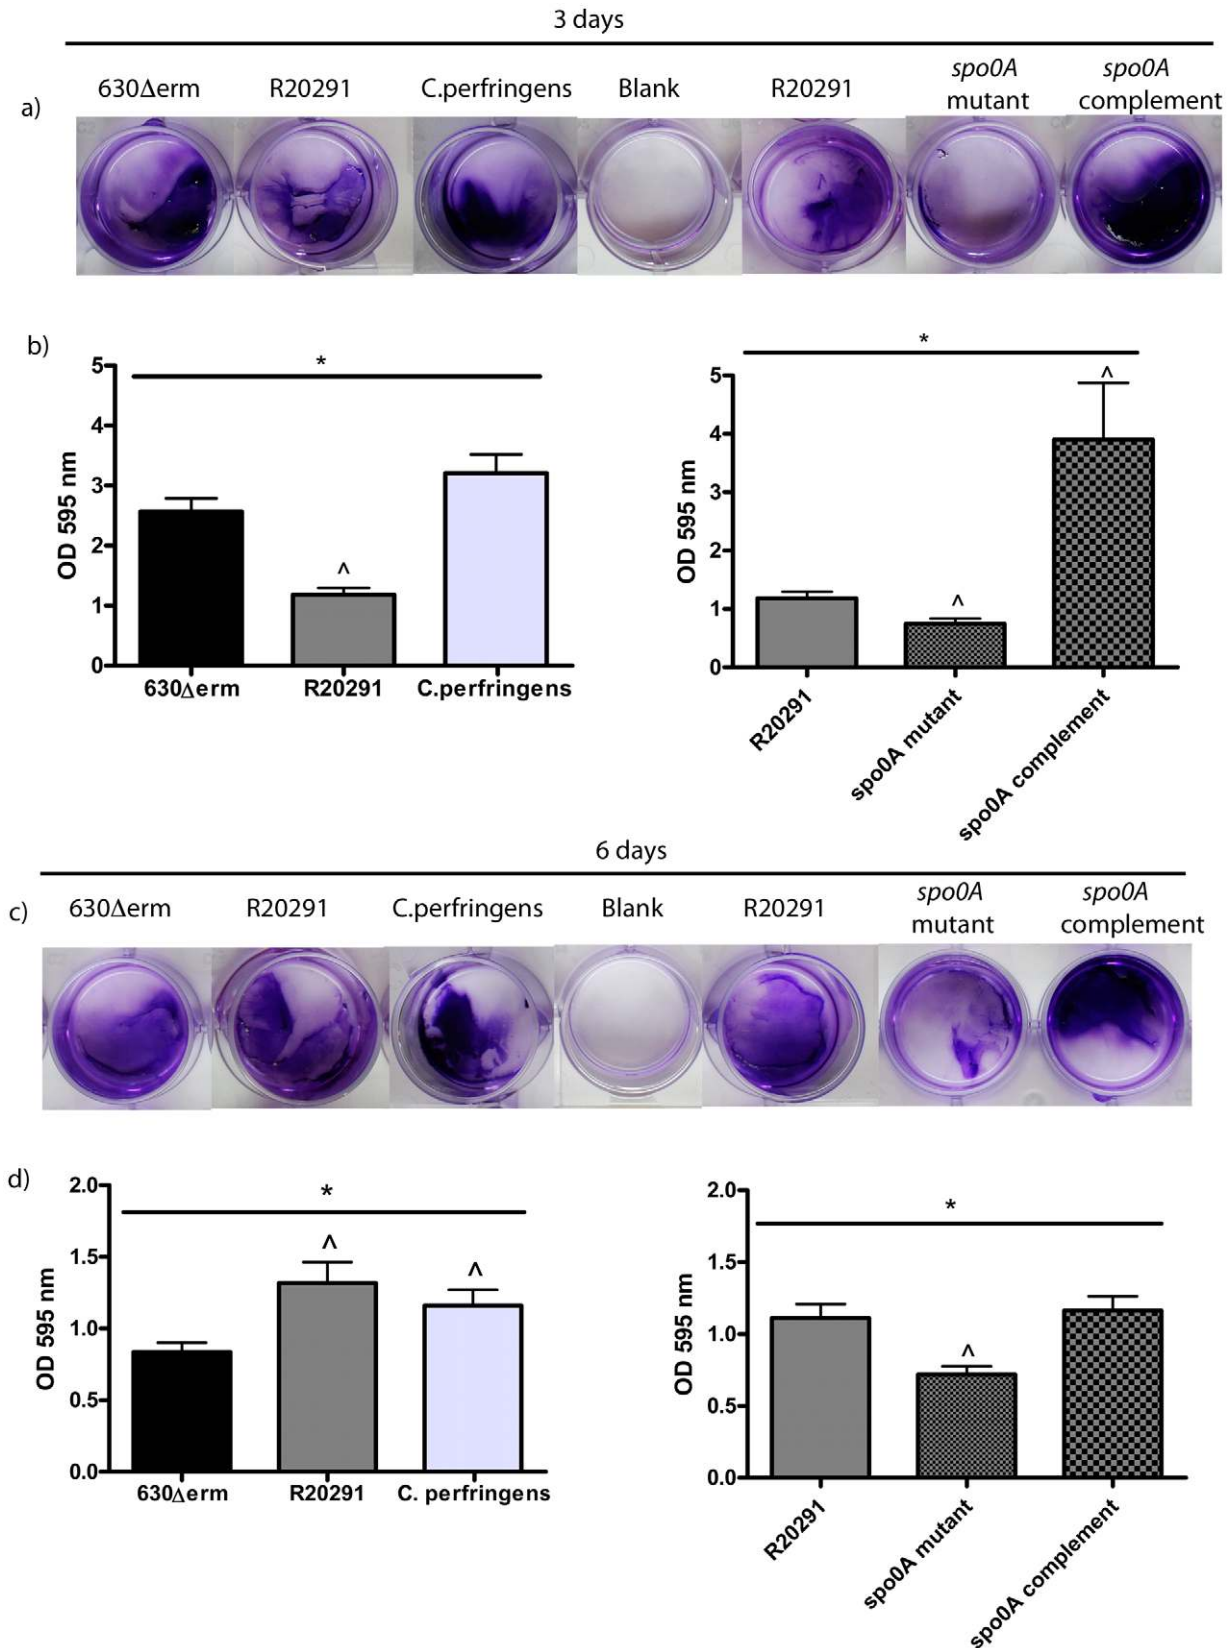 3 days
a)
630Δerm R20291 C.perfringens Blank R20291 spo0A mutant spo0A complement
b)
*
5
4
3
2
1
0
OD 595 nm
^
630Δerm R20291 C.perfringens
*
5
4
3
2
1
0
OD 595 nm
^
^
R20291
spo0A mutant
spo0A complement
6 days
c)
630Δerm R20291 C.perfringens Blank R20291 spo0A mutant spo0A complement
d)
*
2.0
1.5
1.0
0.5
0.0
OD 595 nm
^
^
630Δerm R20291 C. perfringens
*
2.0
1.5
1.0
0.5
0.0
OD 595 nm
^
R20291
spo0A mutant
spo0A complement